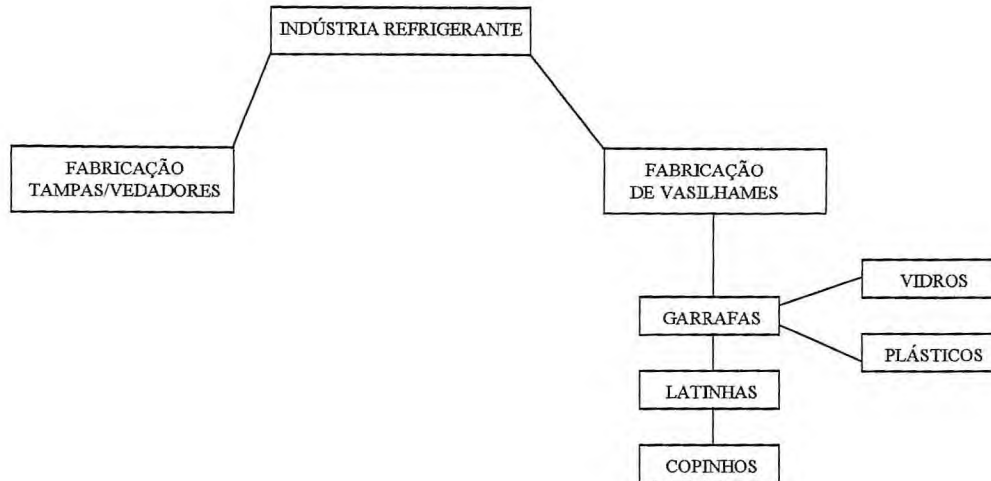 INDÚSTRIA REFRIGERANTE
FABRICAÇÃO
TAMPAS/VEDADORES
FABRICAÇÃO
DE VASILHAMES
VIDROS
GARRAFAS
PLÁSTICOS
LATINHAS
COPINHOS